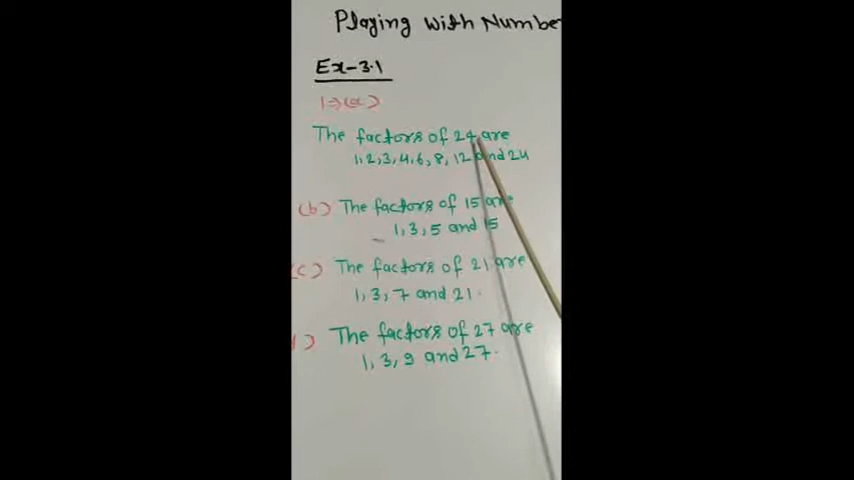 Playing With Number
Ex-3.1
1⇒(a)
The factors of 24 are
1,2,3,4,6, 8, 12 and 24
(b) The factors of 15 are
1, 3, 5 and 15
(c) The factors of 21 are
1, 3, 7 and 21.
) The factors of 27 are
1, 3, 9 and 27.